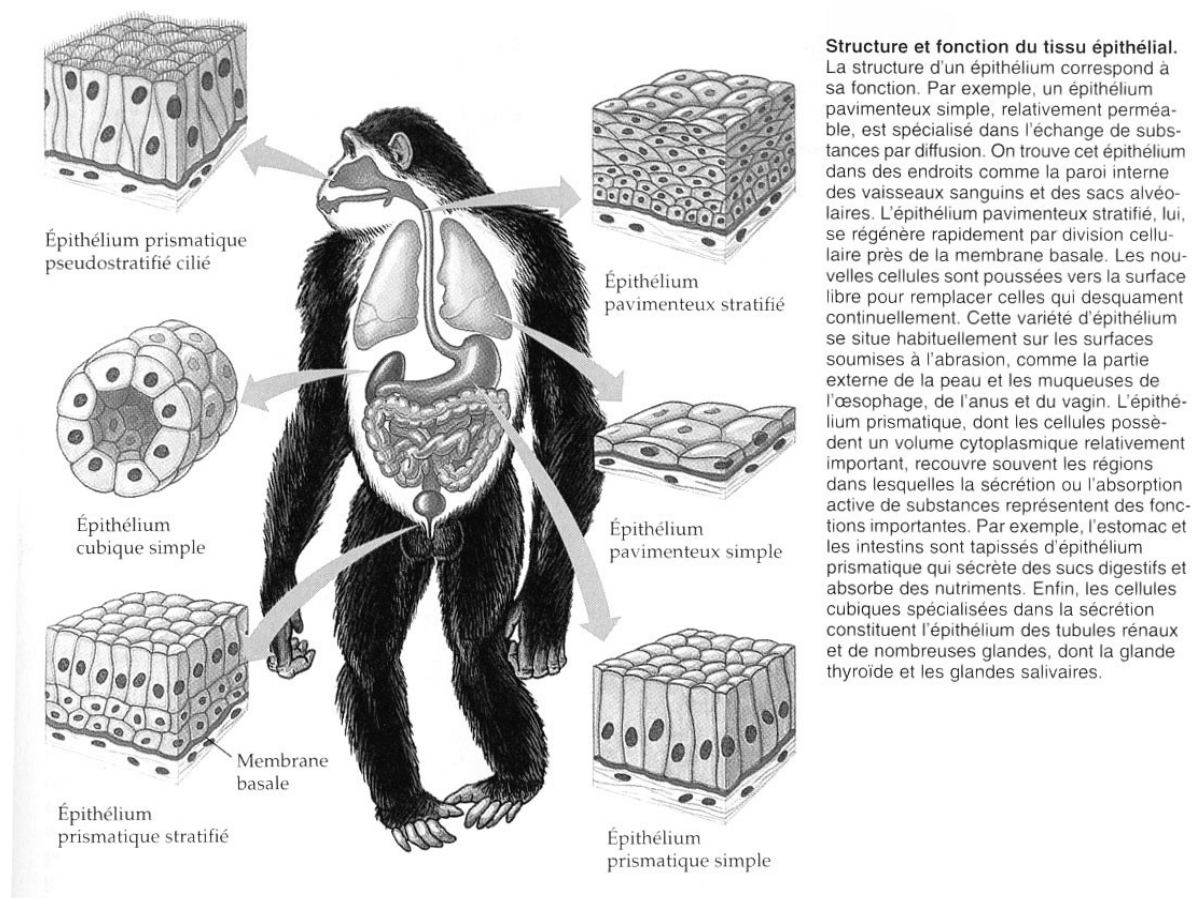 Structure et fonction du tissu épithélial.
La structure d'un épithélium correspond à
sa fonction. Par exemple, un épithélium
pavimenteux simple, relativement perméa-
ble, est spécialisé dans l'échange de subs-
tances par diffusion. On trouve cet épithélium
dans des endroits comme la paroi interne
des vaisseaux sanguins et des sacs alvéo-
laires. L'épithélium pavimenteux stratifié, lui,
se régénère rapidement par division cellu-
laire près de la membrane basale. Les nou-
velles cellules sont poussées vers la surface
libre pour remplacer celles qui desquament
continuellement. Cette variété d'épithélium
se situe habituellement sur les surfaces
soumises à l'abrasion, comme la partie
externe de la peau et les muqueuses de
l'œsophage, de l'anus et du vagin. L'épithé-
lium prismatique, dont les cellules possè-
dent un volume cytoplasmique relativement
important, recouvre souvent les régions
dans lesquelles la sécrétion ou l'absorption
active de substances représentent des fonc-
tions importantes. Par exemple, l'estomac et
les intestins sont tapissés d'épithélium
prismatique qui sécrète des sucs digestifs et
absorbe des nutriments. Enfin, les cellules
cubiques spécialisées dans la sécrétion
constituent l'épithélium des tubules rénaux
et de nombreuses glandes, dont la glande
thyroïde et les glandes salivaires.
Épithélium prismatique
pseudostratifié cilié
Épithélium
pavimenteux stratifié
Épithélium
cubique simple
Épithélium
pavimenteux simple
Membrane
basale
Épithélium
prismatique stratifié
Épithélium
prismatique simple